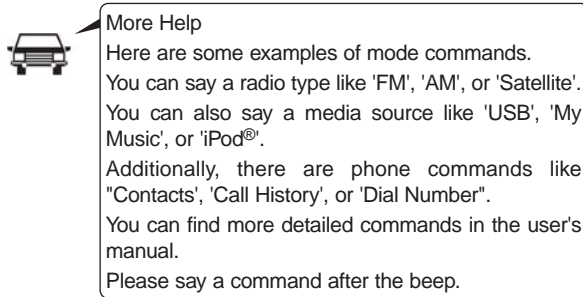 More Help
Here are some examples of mode commands.
You can say a radio type like 'FM', 'AM', or 'Satellite'.
You can also say a media source like 'USB', 'My
Music', or 'iPod®'.
Additionally, there are phone commands like
"Contacts', 'Call History', or 'Dial Number".
You can find more detailed commands in the user's
manual.
Please say a command after the beep.